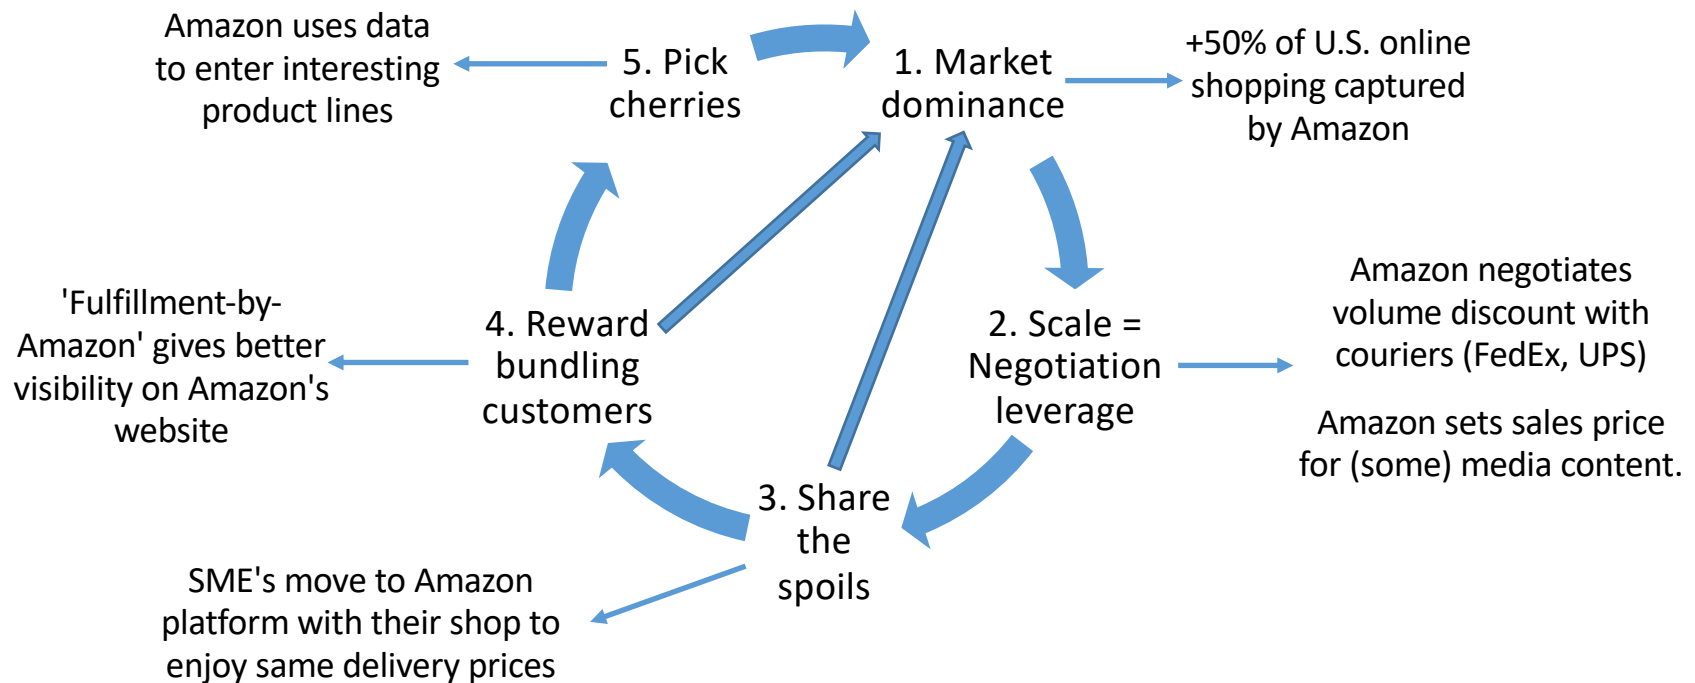 Amazon uses data
to enter interesting
product lines
5. Pick
cherries
1. Market
dominance
+50% of U.S. online
shopping captured
by Amazon
'Fulfillment-by-
Amazon' gives better
visibility on Amazon's
website
4. Reward
bundling
customers
2. Scale =
Negotiation
leverage
Amazon negotiates
volume discount with
couriers (FedEx, UPS)
Amazon sets sales price
for (some) media content.
3. Share
the
spoils
SME's move to Amazon
platform with their shop to
enjoy same delivery prices